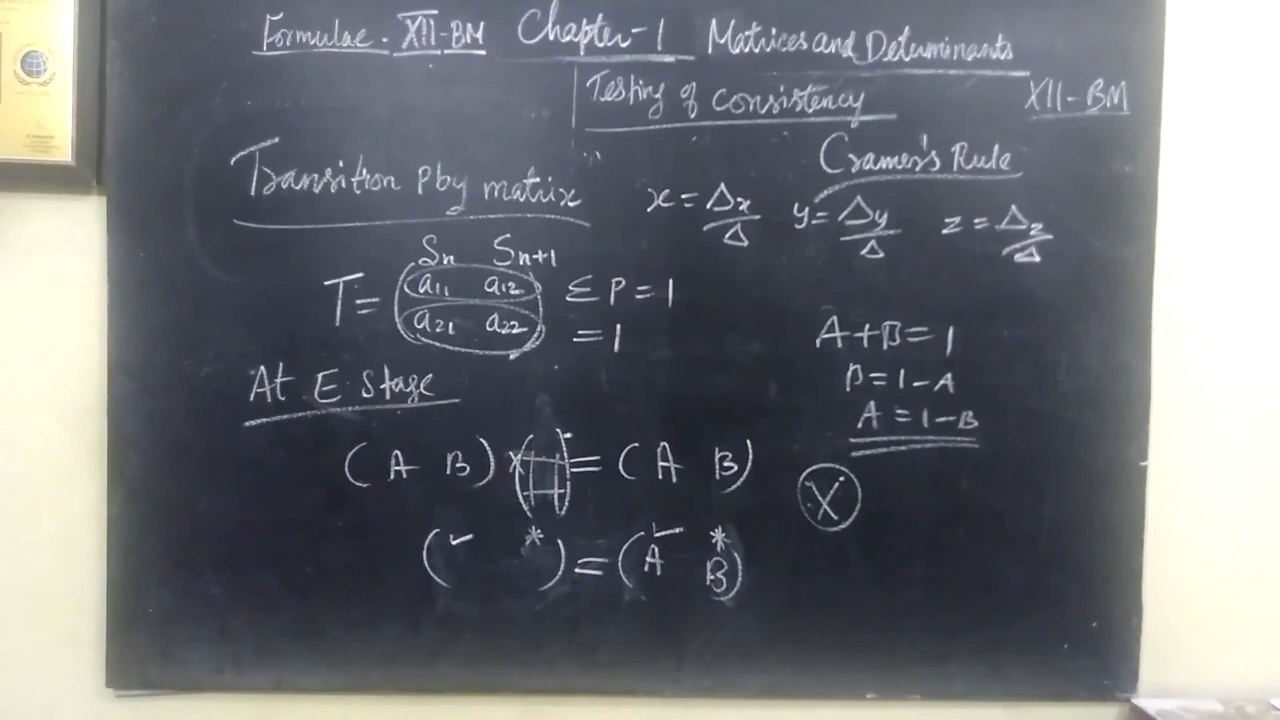 Formulae - XII-BM Chapter-1 Matrices and Determinants
Testing of consistency XII-BM
Cramer's Rule
Transition Pby matrix
x = Δx/Δ y = Δy/Δ z = Δz/Δ
Sn Sn+1
T = (a11 a12 ΣP = 1
a21 a22) = 1
A+B=1
At E Stage
B=1-A
A=1-B
(A B) x ( ) = (A B)
X
(✓ *) = (✓A *B)